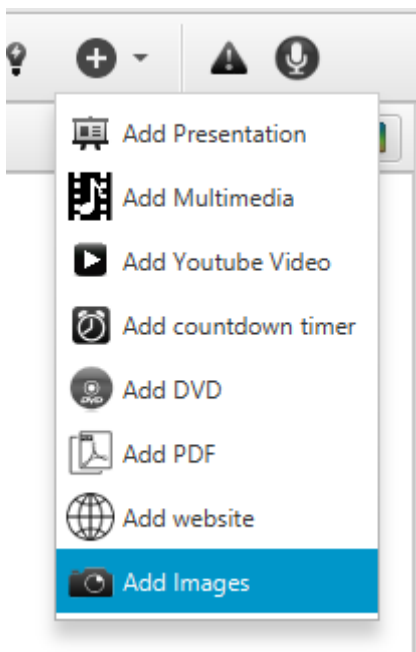 Add Presentation
Add Multimedia
Add Youtube Video
Add countdown timer
Add DVD
Add PDF
Add website
Add Images